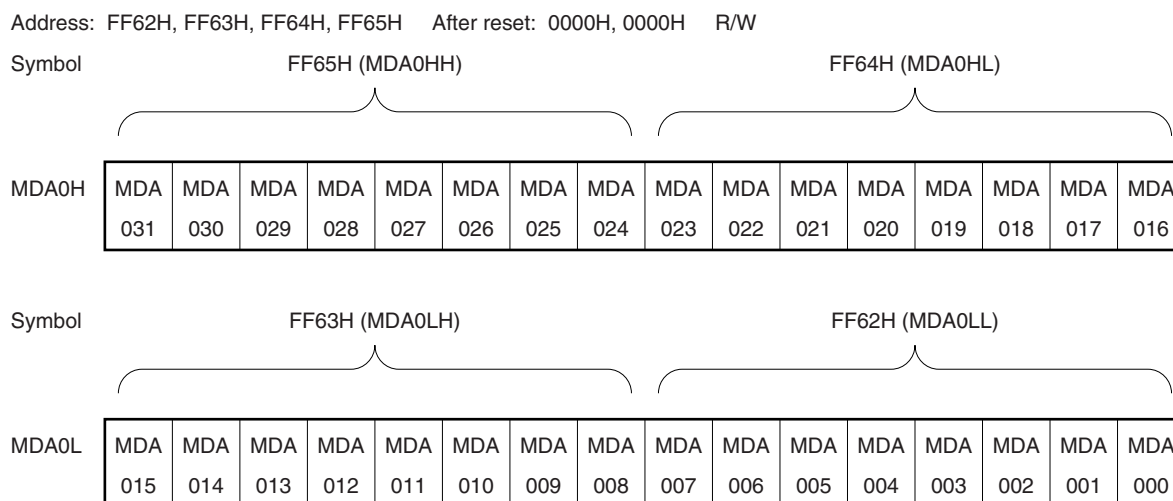 Address: FF62H, FF63H, FF64H, FF65H After reset: 0000H, 0000H R/W
Symbol FF65H (MDA0HH) FF64H (MDA0HL)
MDA0H MDA MDA MDA MDA MDA MDA MDA MDA MDA MDA MDA MDA MDA MDA MDA MDA
031 030 029 028 027 026 025 024 023 022 021 020 019 018 017 016
Symbol FF63H (MDA0LH) FF62H (MDA0LL)
MDA0L MDA MDA MDA MDA MDA MDA MDA MDA MDA MDA MDA MDA MDA MDA MDA MDA
015 014 013 012 011 010 009 008 007 006 005 004 003 002 001 000